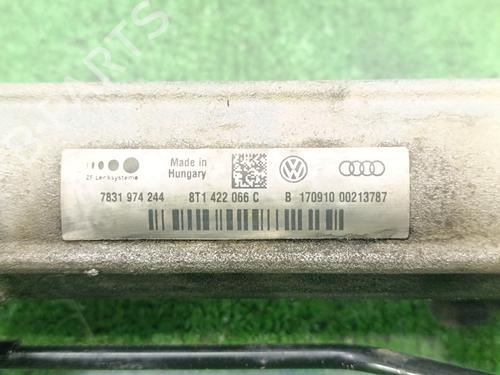 Made in
Hungary
ZF Lenksysteme
7831 974 244
8T1 422 066 C
B 170910 00213787